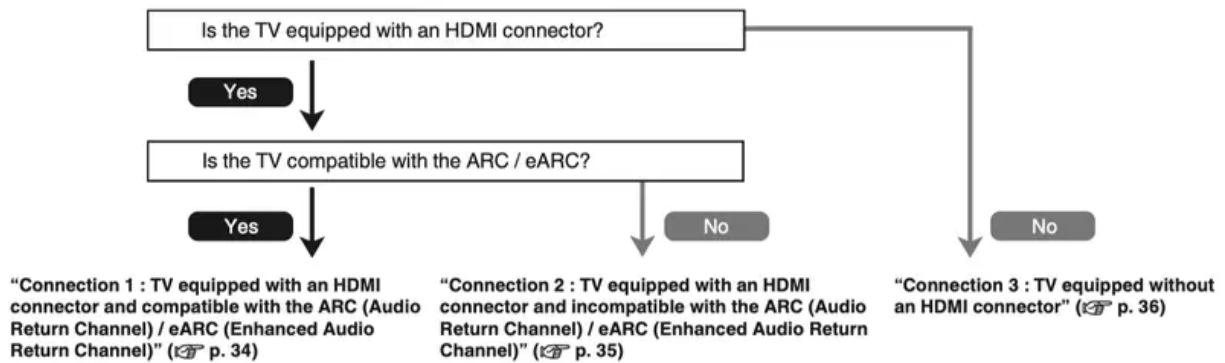 Is the TV equipped with an HDMI connector?
Yes
Is the TV compatible with the ARC / eARC?
Yes
No
No
“Connection 1 : TV equipped with an HDMI
connector and compatible with the ARC (Audio
Return Channel) / eARC (Enhanced Audio
Return Channel)” (☞ p. 34)
“Connection 2 : TV equipped with an HDMI
connector and incompatible with the ARC (Audio
Return Channel) / eARC (Enhanced Audio Return
Channel)” (☞ p. 35)
“Connection 3 : TV equipped without
an HDMI connector” (☞ p. 36)